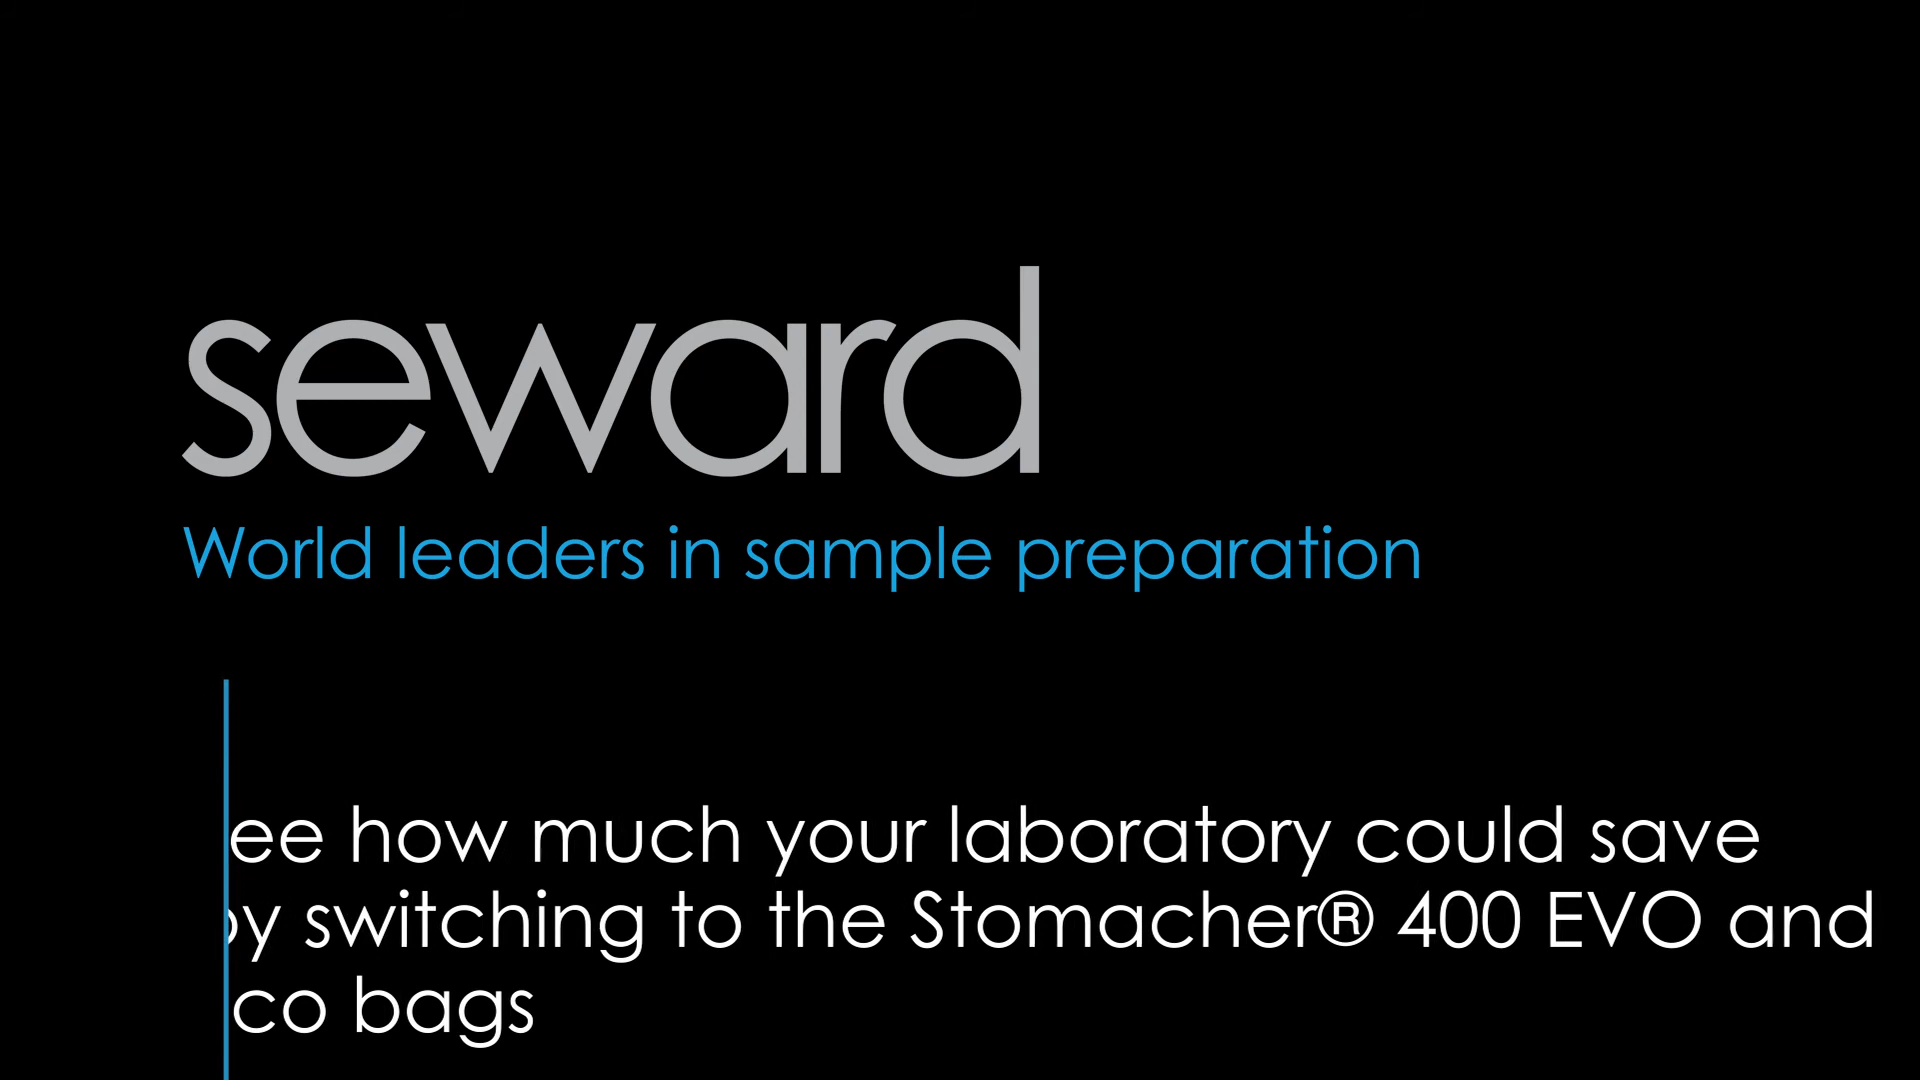 seward
World leaders in sample preparation
ee how much your laboratory could save
y switching to the Stomacher® 400 EVO and
co bags